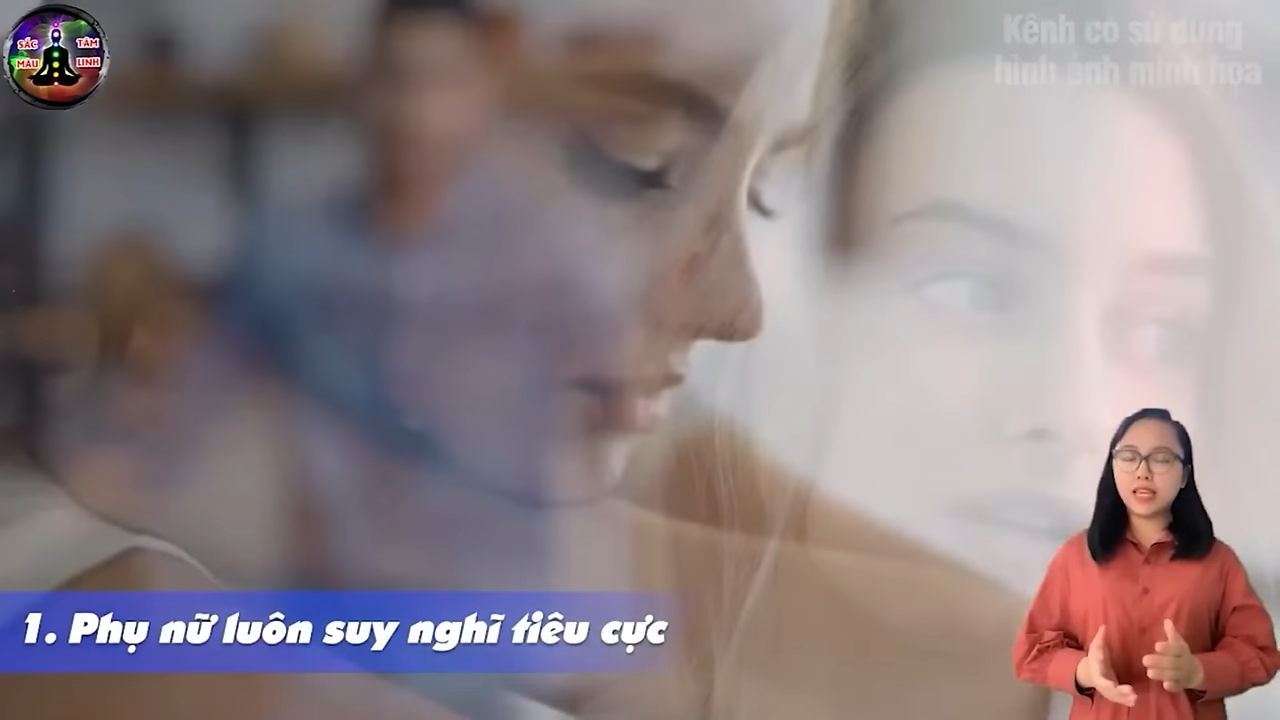 SẮC TÂM
MÀU LINH
Kênh có sử dụng
hình ảnh minh họa
1. Phụ nữ luôn suy nghĩ tiêu cực